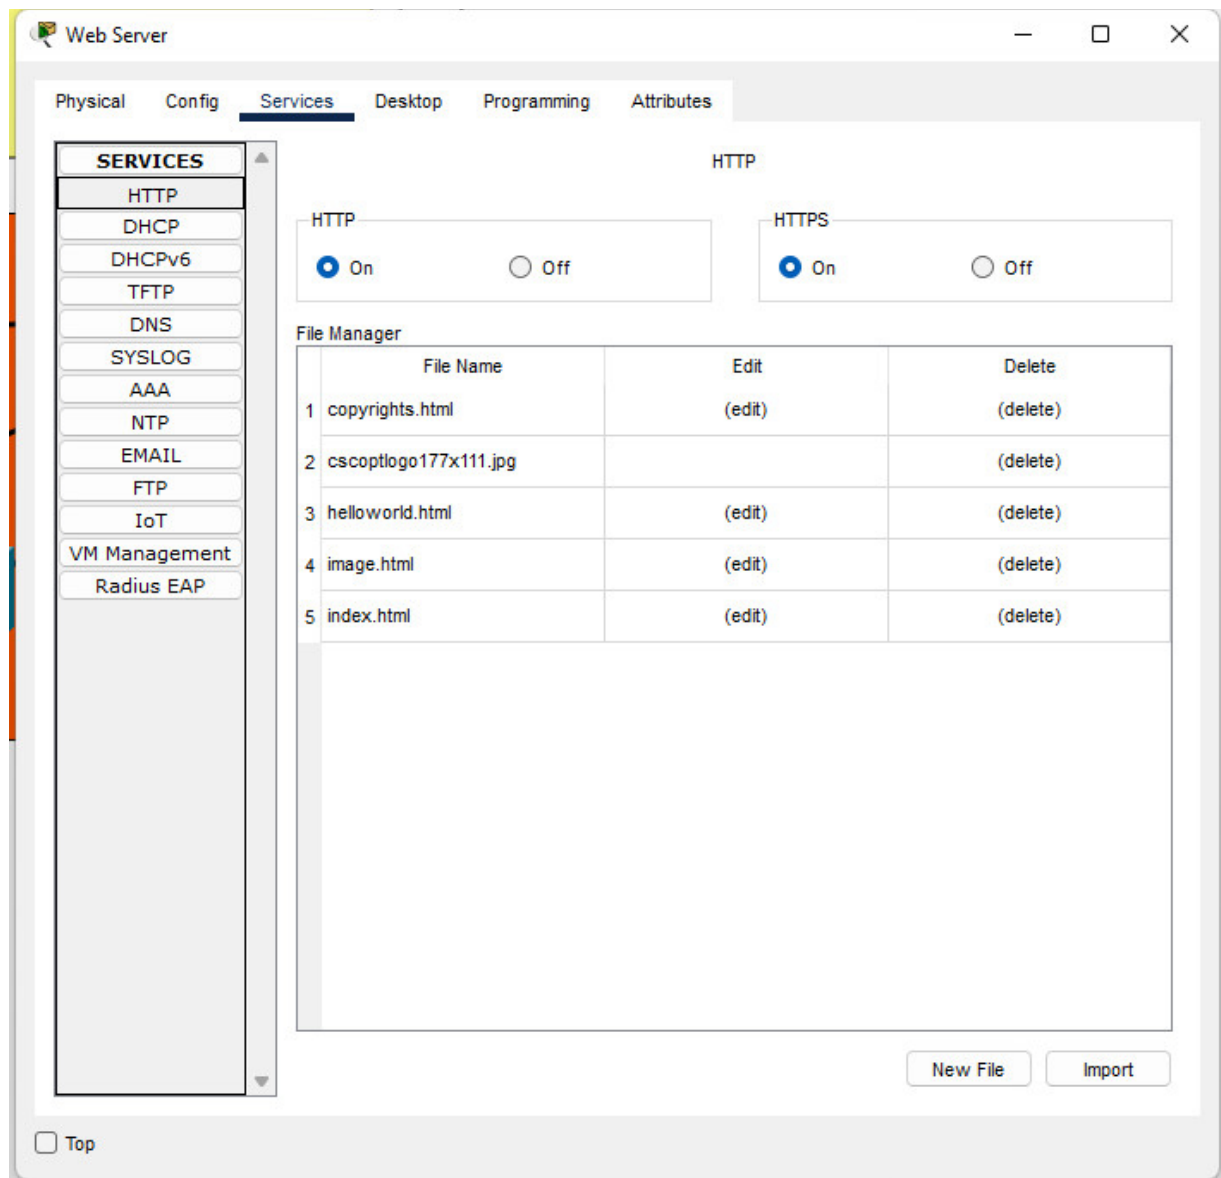 Web Server
Physical Config Services Desktop Programming Attributes
SERVICES
HTTP
DHCP
DHCPv6
TFTP
DNS
SYSLOG
AAA
NTP
EMAIL
FTP
IoT
VM Management
Radius EAP
HTTP
HTTP
On Off
HTTPS
On Off
File Manager
File Name Edit Delete
1 copyrights.html (edit) (delete)
2 cscoptlogo177x111.jpg (delete)
3 helloworld.html (edit) (delete)
4 image.html (edit) (delete)
5 index.html (edit) (delete)
New File Import
Top